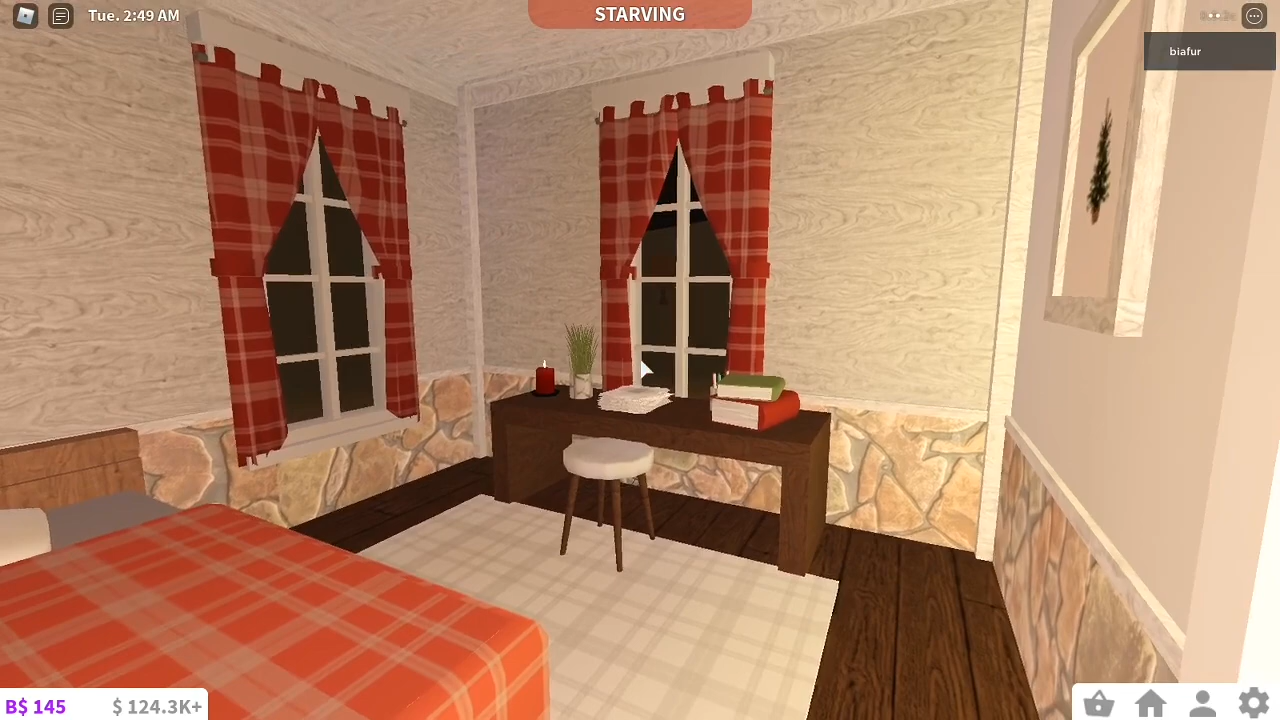 Tue. 2:49 AM
STARVING
biafur
B$ 145
$ 124.3K+